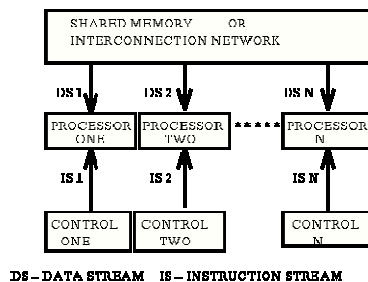 SHARED MEMORY OR
INTERCONNECTION NETWORK
DS 1 DS 2 DS N
PROCESSOR PROCESSOR ***** PROCESSOR
ONE TWO N
IS 1 IS 2 IS N
CONTROL CONTROL CONTROL
ONE TWO N
DS – DATA STREAM IS – INSTRUCTION STREAM